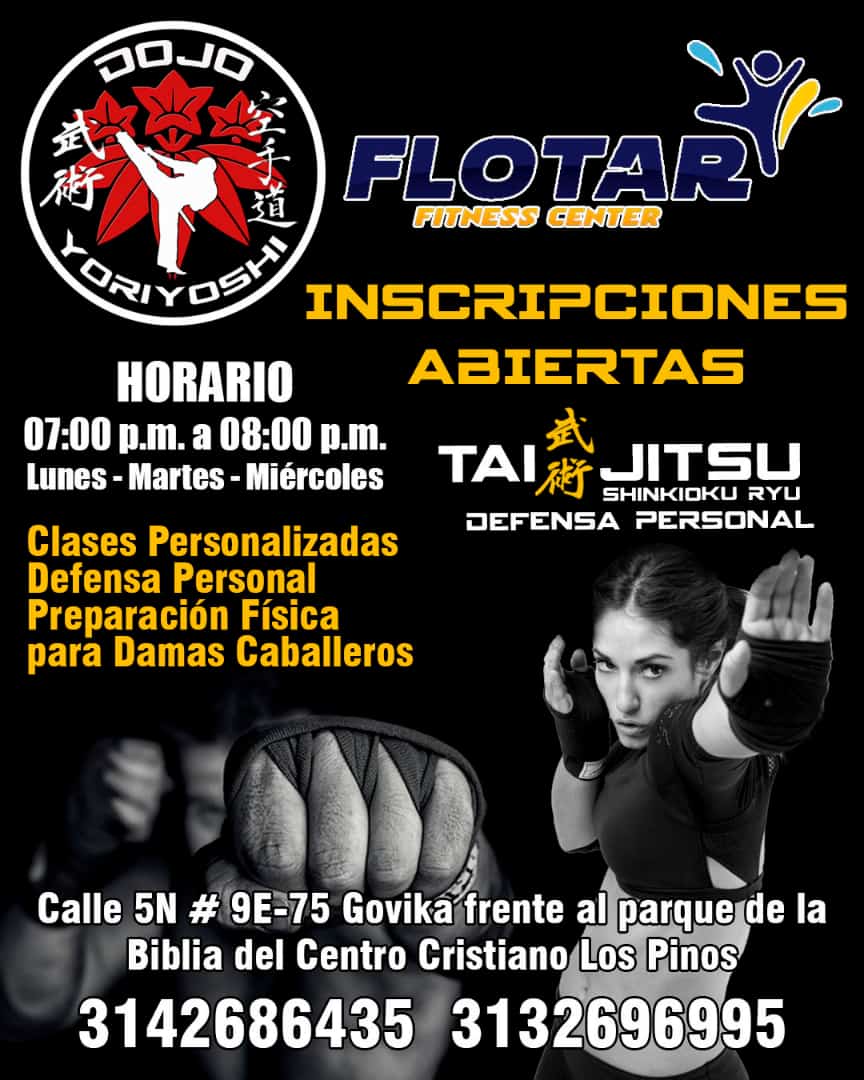 DOJO
武術
空手道
YORIYOSHI
FLOTAR
FITNESS CENTER
INSCRIPCIONES
ABIERTAS
HORARIO
07:00 p.m. a 08:00 p.m.
Lunes - Martes - Miércoles
TAI 武術 JITSU
SHINKIOKU RYU
DEFENSA PERSONAL
Clases Personalizadas
Defensa Personal
Preparación Física
para Damas Caballeros
Calle 5N # 9E-75 Govika frente al parque de la
Biblia del Centro Cristiano Los Pinos
3142686435 3132696995